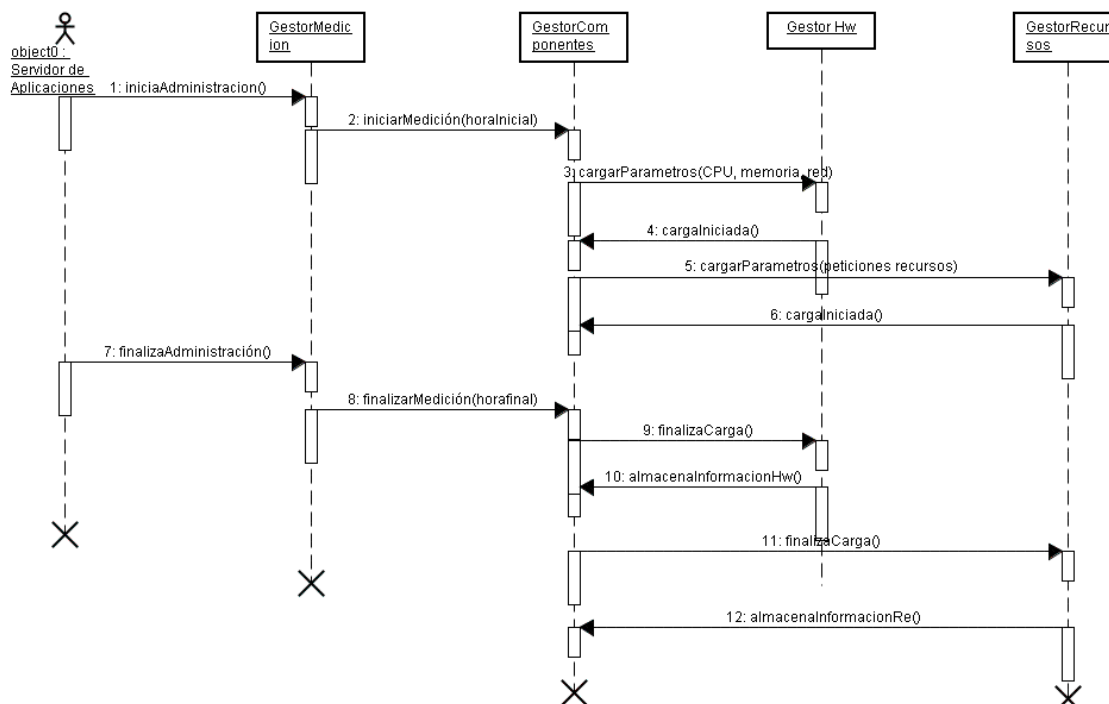 GestorMedic
ion
GestorCom
ponentes
Gestor Hw
GestorRecur
sos
object0 :
Servidor de
Aplicaciones
1: iniciaAdministracion()
2: iniciarMedición(horaInicial)
3: cargarParametros(CPU, memoria, red)
4: cargaIniciada()
5: cargarParametros(peticiones recursos)
6: cargaIniciada()
7: finalizaAdministración()
8: finalizarMedición(horafinal)
9: finalizaCarga()
10: almacenaInformacionHw()
11: finalizaCarga()
12: almacenaInformacionRe()